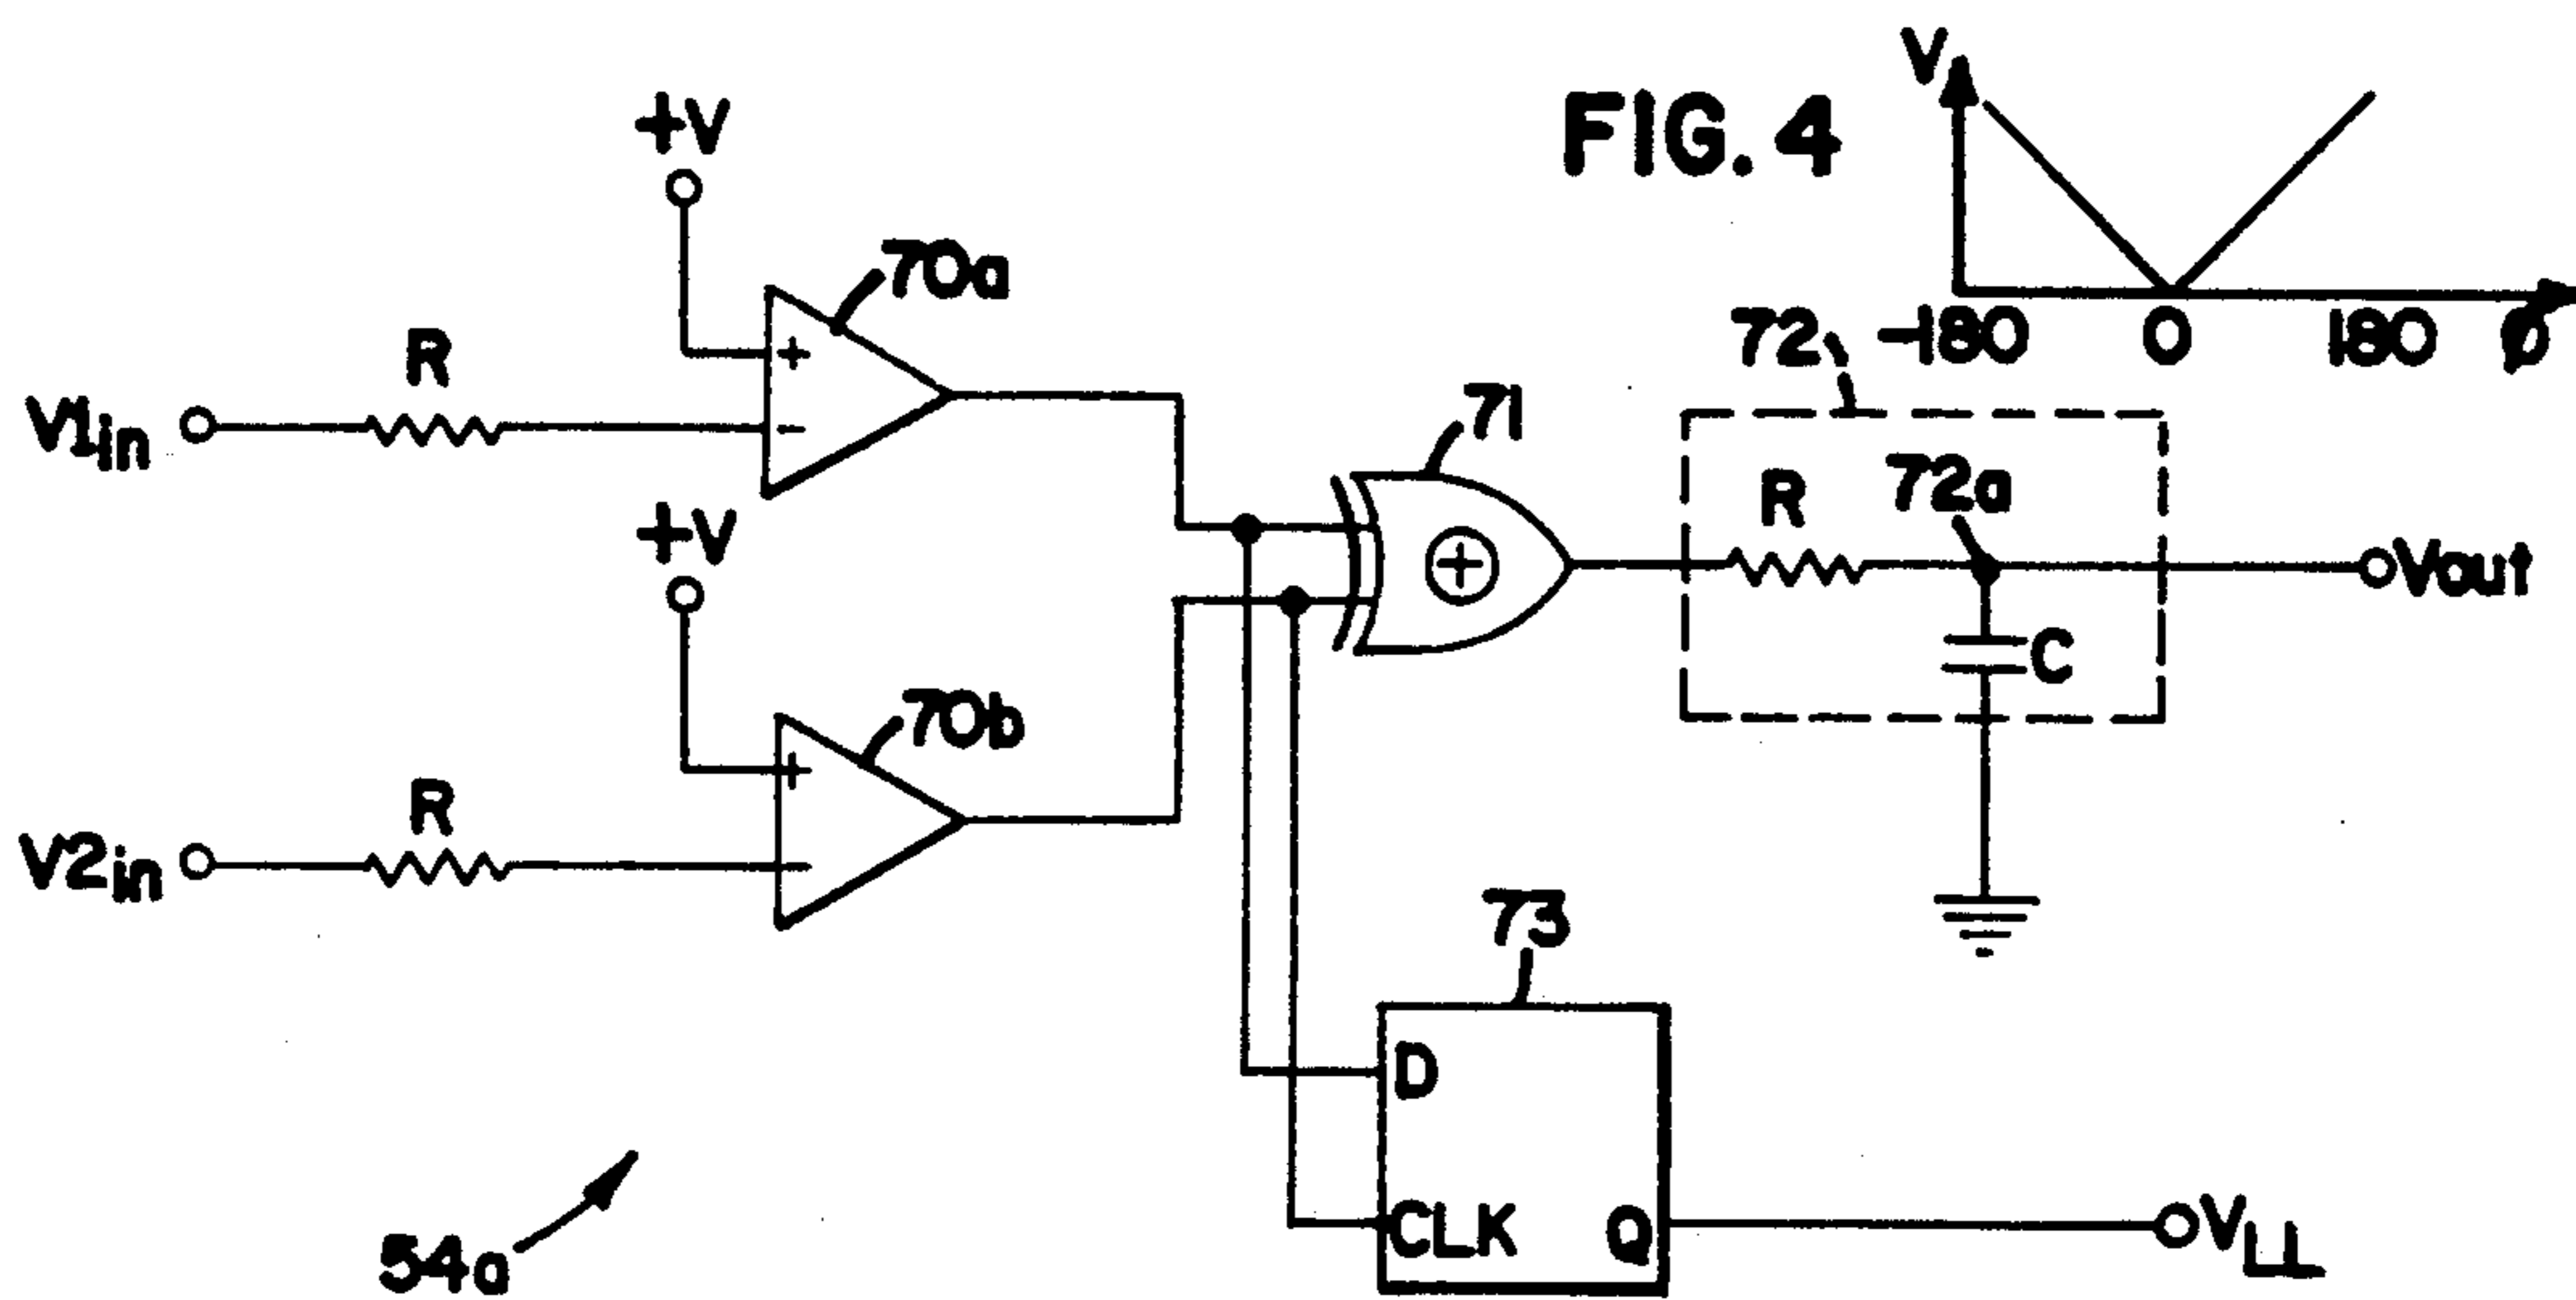 FIG. 4
V
-180 0 180 ø
+V
70a
R
V1in
+V
70b
R
V2in
71
72
R
72a
C
Vout
73
D
CLK
Q
VLL
54a